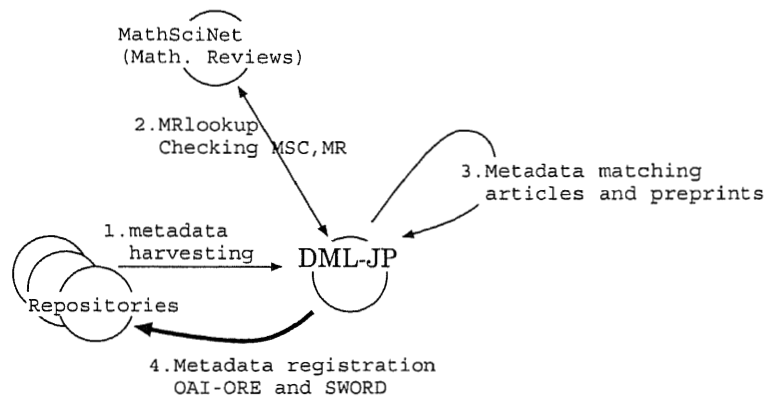 MathSciNet
(Math. Reviews)
2.MRlookup
Checking MSC,MR
3.Metadata matching
articles and preprints
1.metadata
harvesting
DML-JP
Repositories
4.Metadata registration
OAI-ORE and SWORD